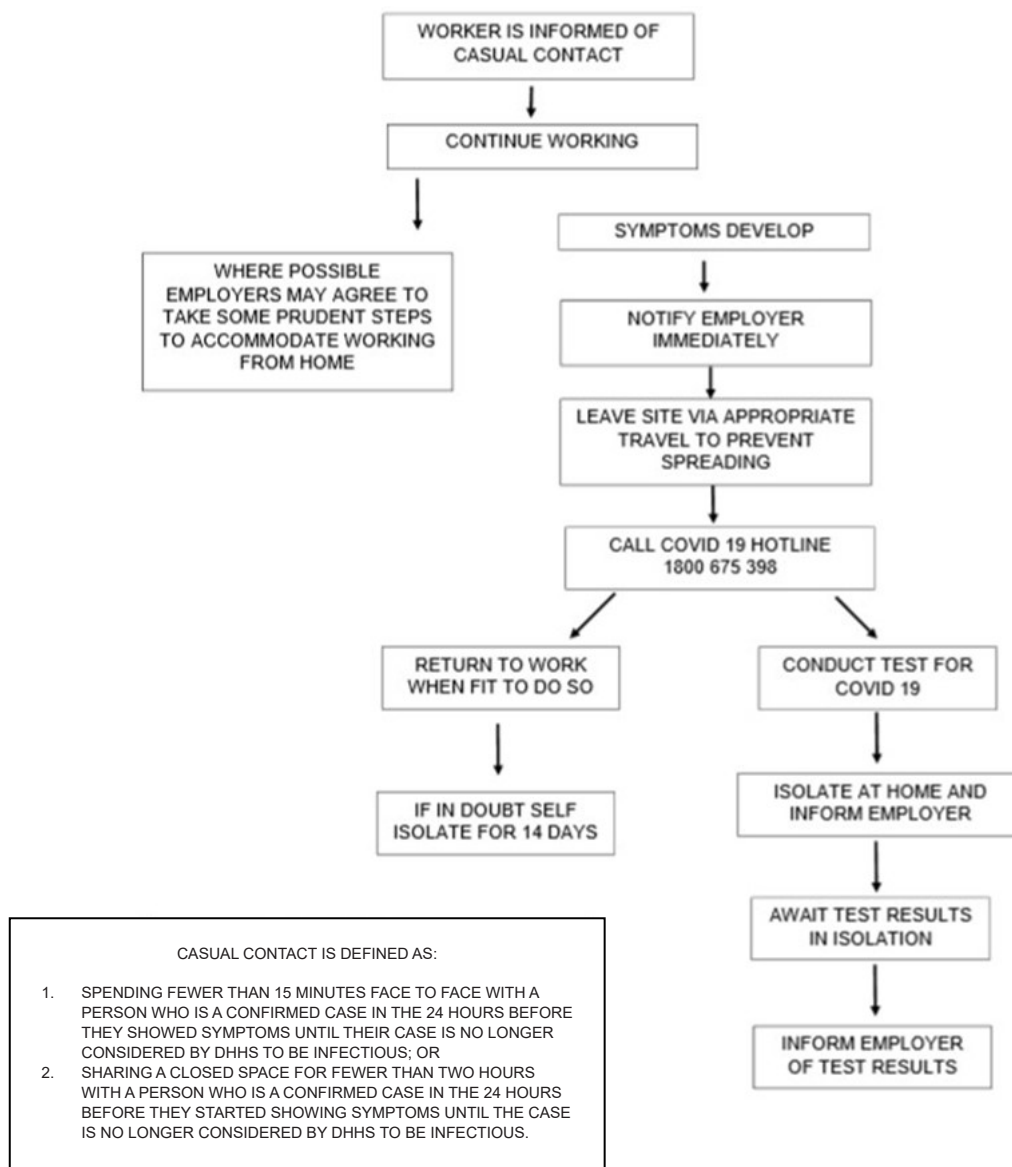 WORKER IS INFORMED OF
CASUAL CONTACT
CONTINUE WORKING
WHERE POSSIBLE
EMPLOYERS MAY AGREE TO
TAKE SOME PRUDENT STEPS
TO ACCOMMODATE WORKING
FROM HOME
SYMPTOMS DEVELOP
NOTIFY EMPLOYER
IMMEDIATELY
LEAVE SITE VIA APPROPRIATE
TRAVEL TO PREVENT
SPREADING
CALL COVID 19 HOTLINE
1800 675 398
RETURN TO WORK
WHEN FIT TO DO SO
IF IN DOUBT SELF
ISOLATE FOR 14 DAYS
CONDUCT TEST FOR
COVID 19
ISOLATE AT HOME AND
INFORM EMPLOYER
AWAIT TEST RESULTS
IN ISOLATION
INFORM EMPLOYER
OF TEST RESULTS
CASUAL CONTACT IS DEFINED AS:
1. SPENDING FEWER THAN 15 MINUTES FACE TO FACE WITH A
PERSON WHO IS A CONFIRMED CASE IN THE 24 HOURS BEFORE
THEY SHOWED SYMPTOMS UNTIL THEIR CASE IS NO LONGER
CONSIDERED BY DHHS TO BE INFECTIOUS; OR
2. SHARING A CLOSED SPACE FOR FEWER THAN TWO HOURS
WITH A PERSON WHO IS A CONFIRMED CASE IN THE 24 HOURS
BEFORE THEY STARTED SHOWING SYMPTOMS UNTIL THE CASE
IS NO LONGER CONSIDERED BY DHHS TO BE INFECTIOUS.